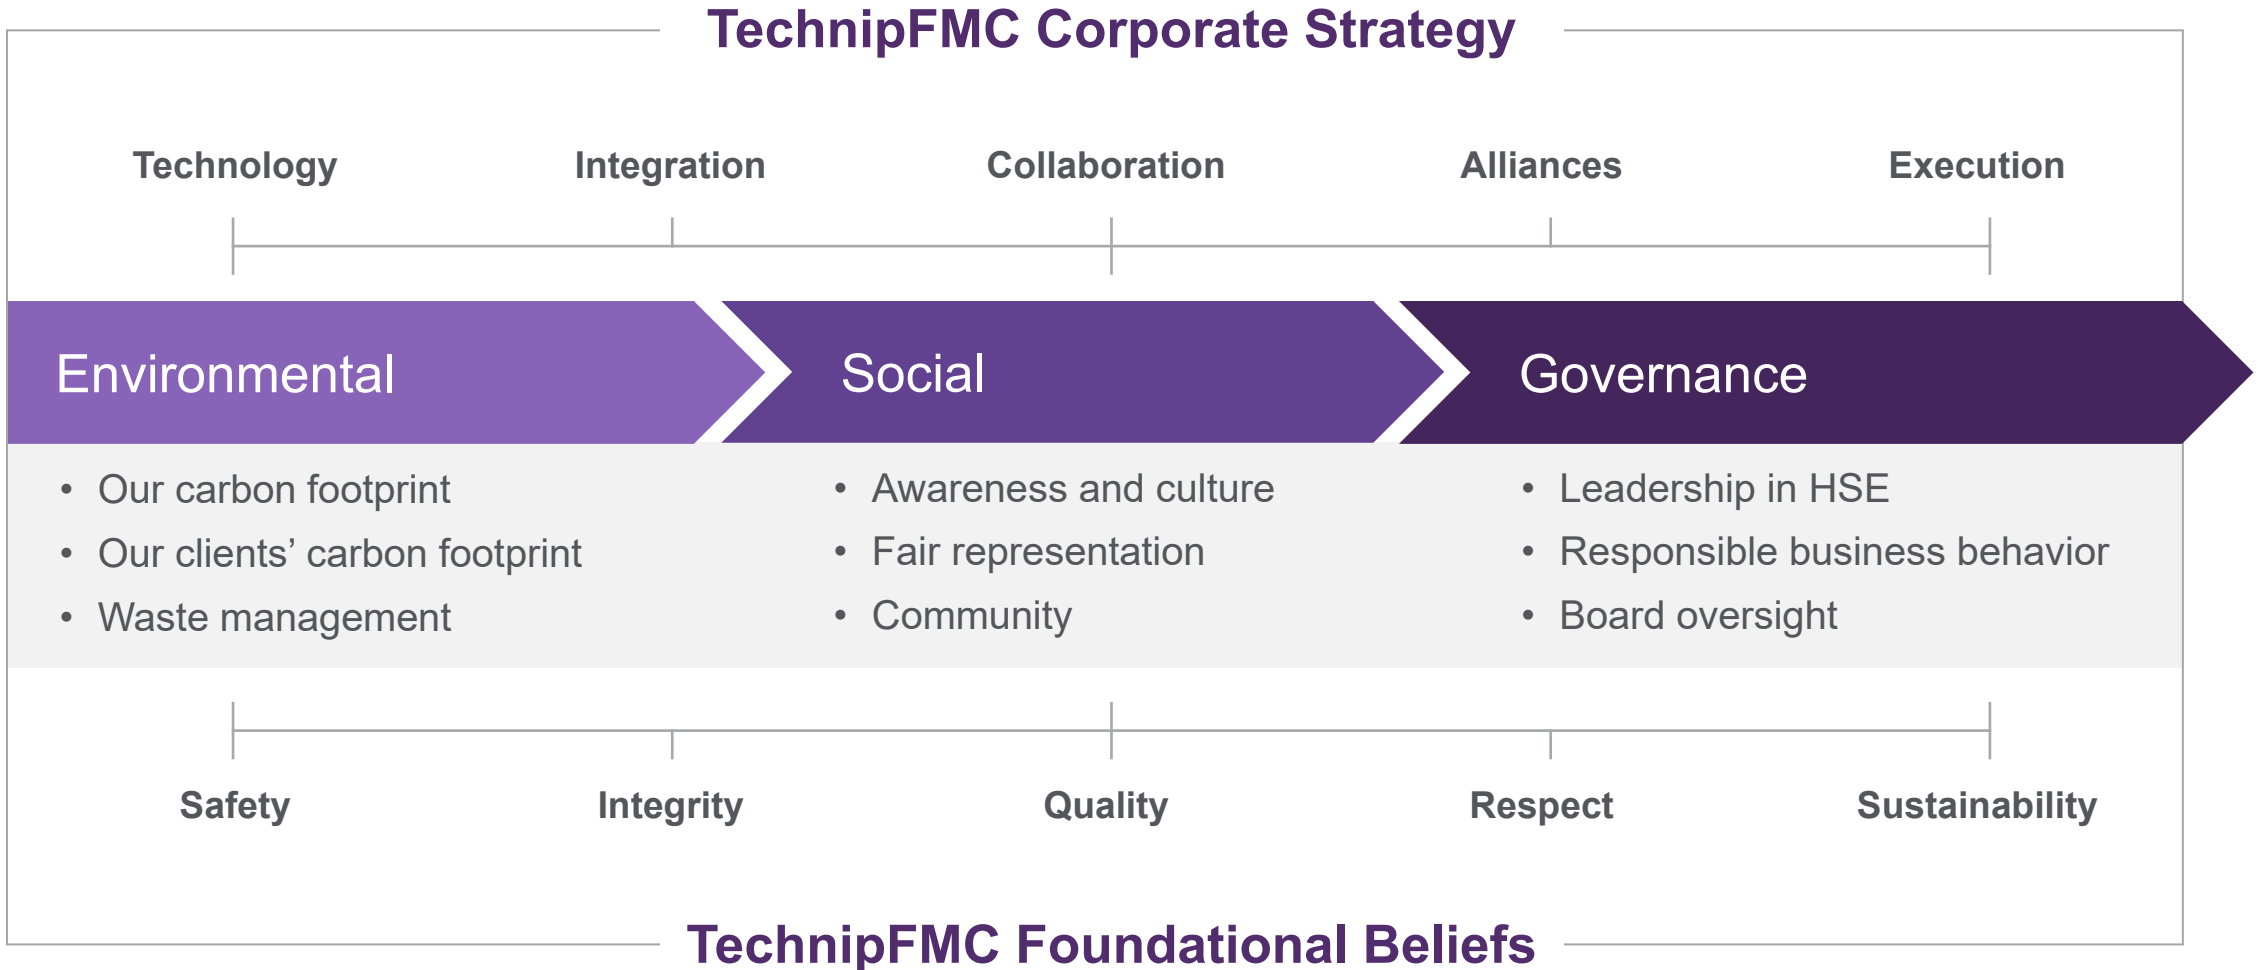 TechnipFMC Corporate Strategy
Technology
Integration
Collaboration
Alliances
Execution
Environmental
• Our carbon footprint
• Our clients’ carbon footprint
• Waste management
Social
• Awareness and culture
• Fair representation
• Community
Governance
• Leadership in HSE
• Responsible business behavior
• Board oversight
Safety
Integrity
Quality
Respect
Sustainability
TechnipFMC Foundational Beliefs